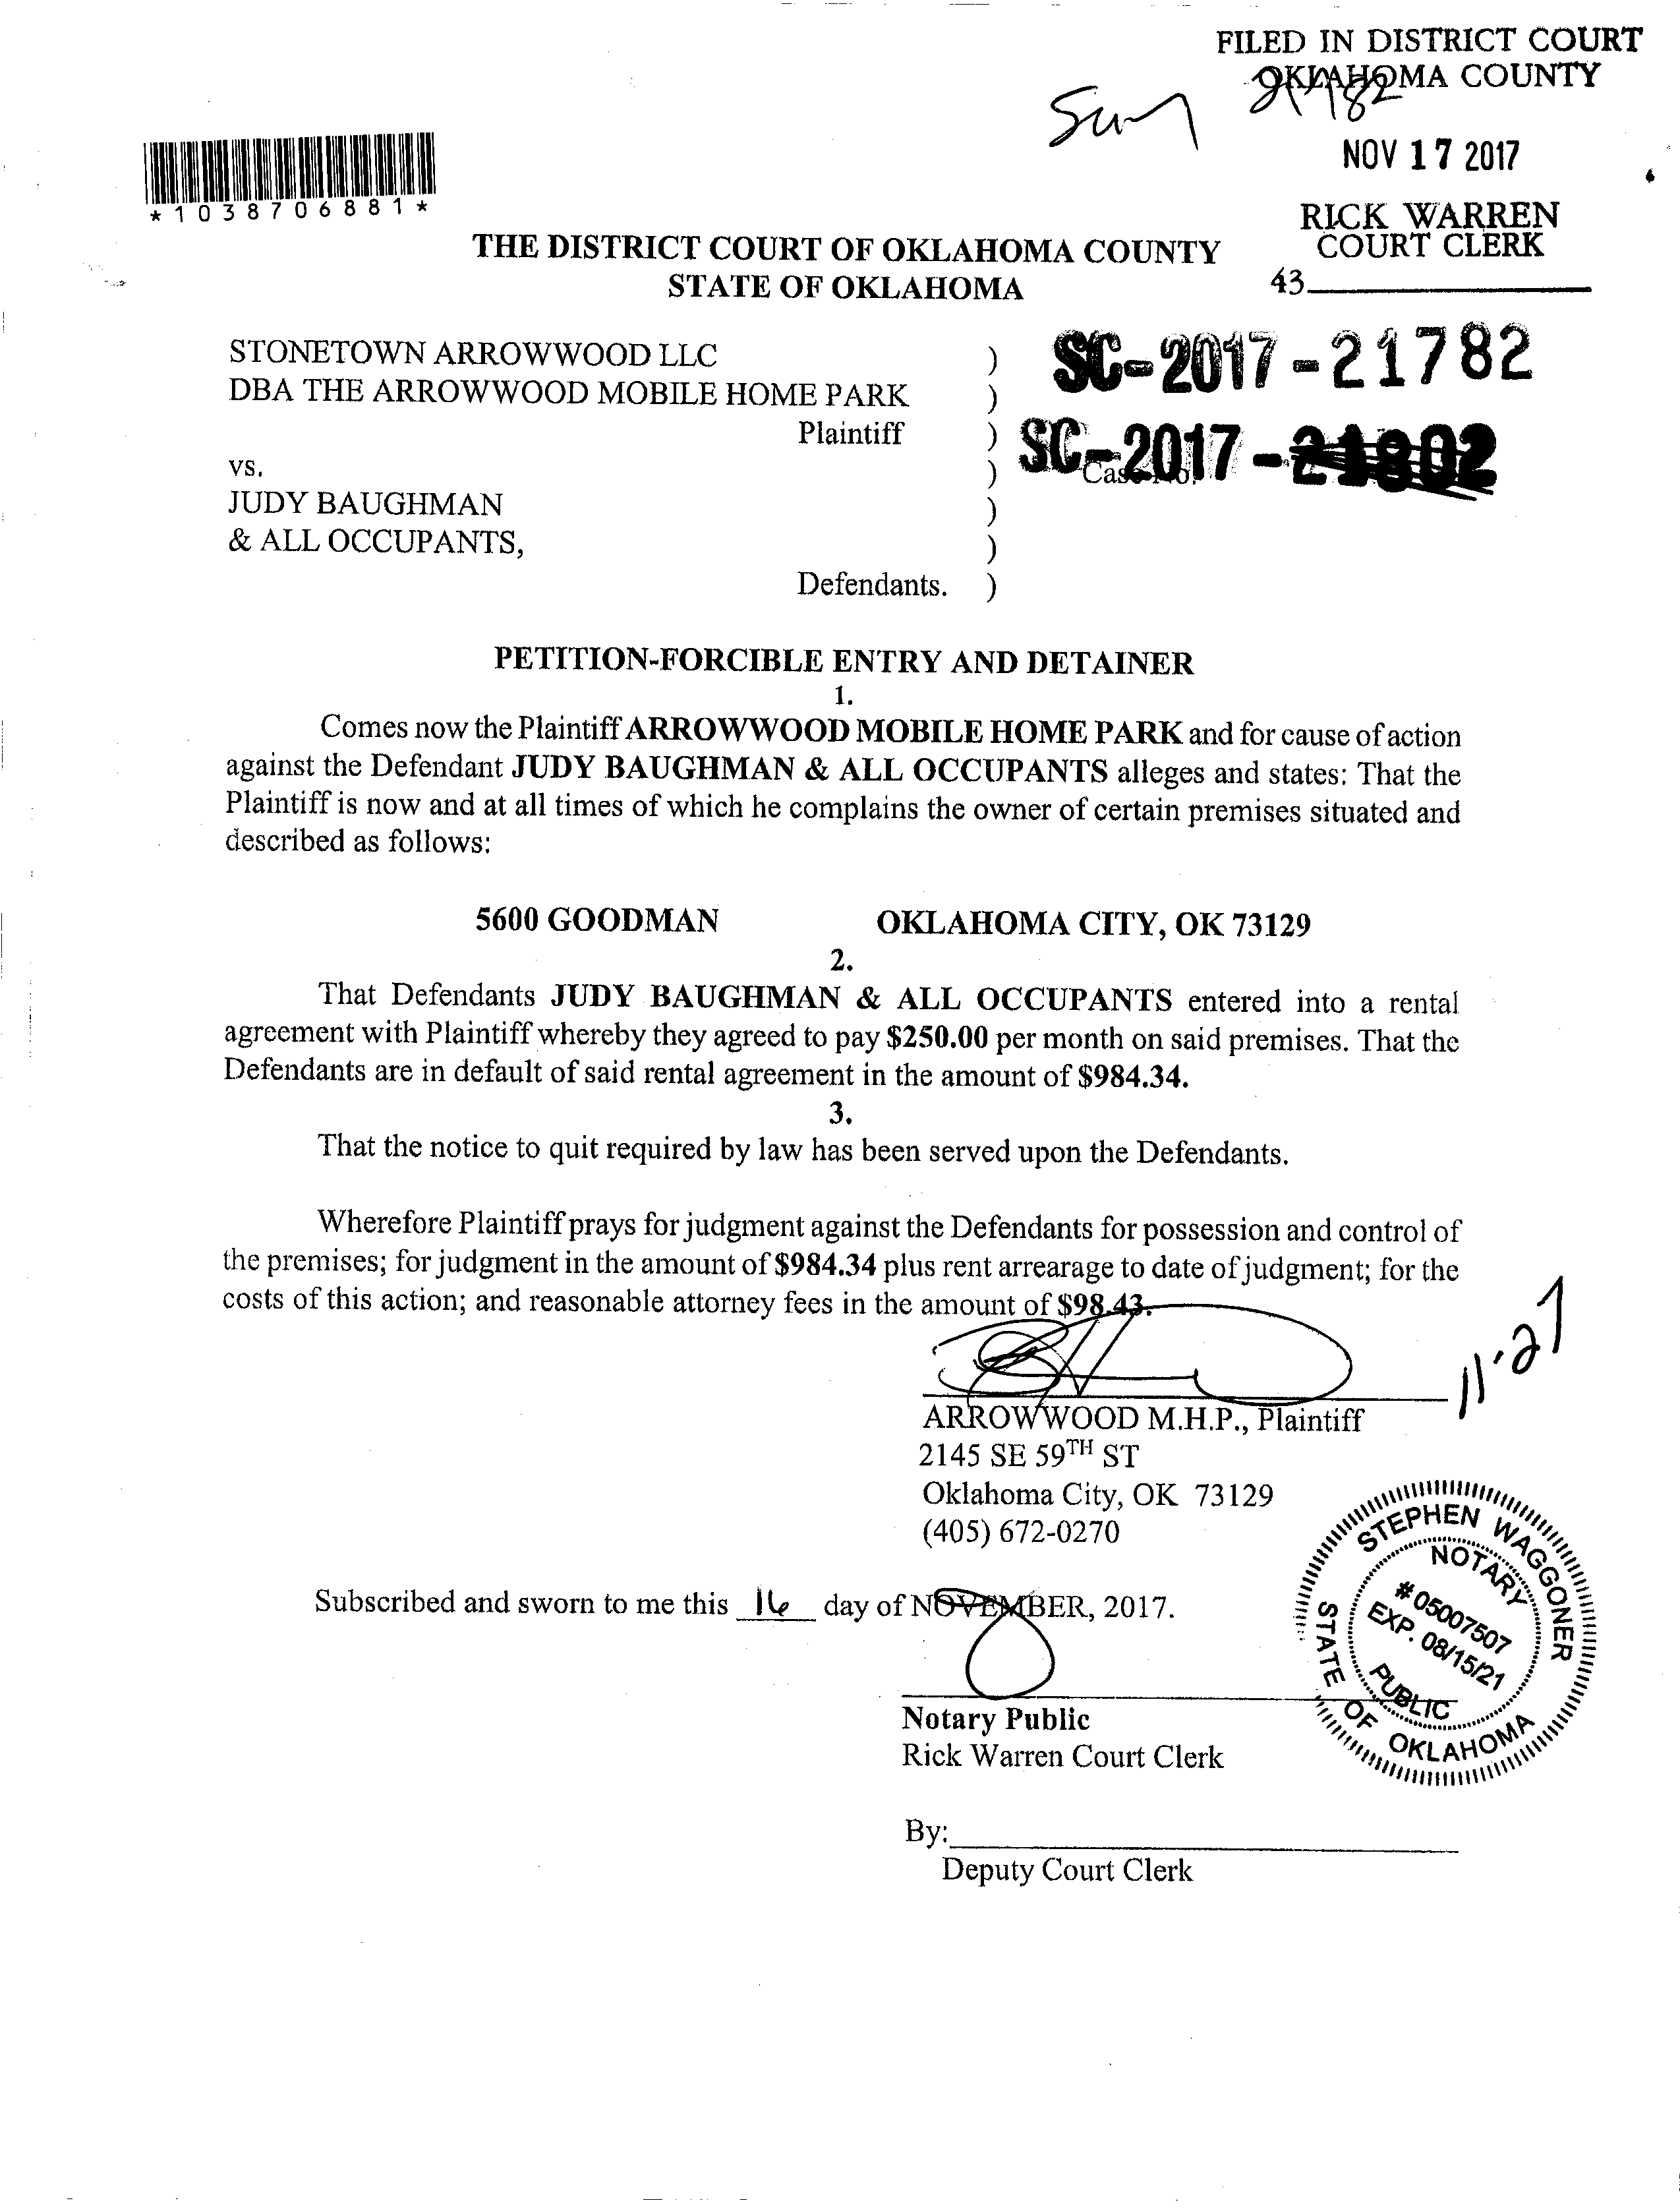 FILED IN DISTRICT COURT
OKLAHOMA COUNTY
NOV 17 2017
RICK WARREN
COURT CLERK
43
*1038706881*
THE DISTRICT COURT OF OKLAHOMA COUNTY
STATE OF OKLAHOMA
STONETOWN ARROWWOOD LLC )
DBA THE ARROWWOOD MOBILE HOME PARK )
Plaintiff )
vs. )
JUDY BAUGHMAN )
& ALL OCCUPANTS, )
Defendants. )
SC-2017-21782
SC-2017-21802
Case No.
PETITION-FORCIBLE ENTRY AND DETAINER
1.
Comes now the Plaintiff ARROWWOOD MOBILE HOME PARK and for cause of action
against the Defendant JUDY BAUGHMAN & ALL OCCUPANTS alleges and states: That the
Plaintiff is now and at all times of which he complains the owner of certain premises situated and
described as follows:
5600 GOODMAN OKLAHOMA CITY, OK 73129
2.
That Defendants JUDY BAUGHMAN & ALL OCCUPANTS entered into a rental
agreement with Plaintiff whereby they agreed to pay $250.00 per month on said premises. That the
Defendants are in default of said rental agreement in the amount of $984.34.
3.
That the notice to quit required by law has been served upon the Defendants.
Wherefore Plaintiff prays for judgment against the Defendants for possession and control of
the premises; for judgment in the amount of $984.34 plus rent arrearage to date of judgment; for the
costs of this action; and reasonable attorney fees in the amount of $98.43.
11-27
ARROWWOOD M.H.P., Plaintiff
2145 SE 59TH ST
Oklahoma City, OK 73129
(405) 672-0270
Subscribed and sworn to me this 16 day of NOVEMBER, 2017.
STEPHEN WAGGONER
NOTARY
# 05007507
EXP. 08/15/21
PUBLIC
STATE OF OKLAHOMA
Notary Public
Rick Warren Court Clerk
By:
Deputy Court Clerk